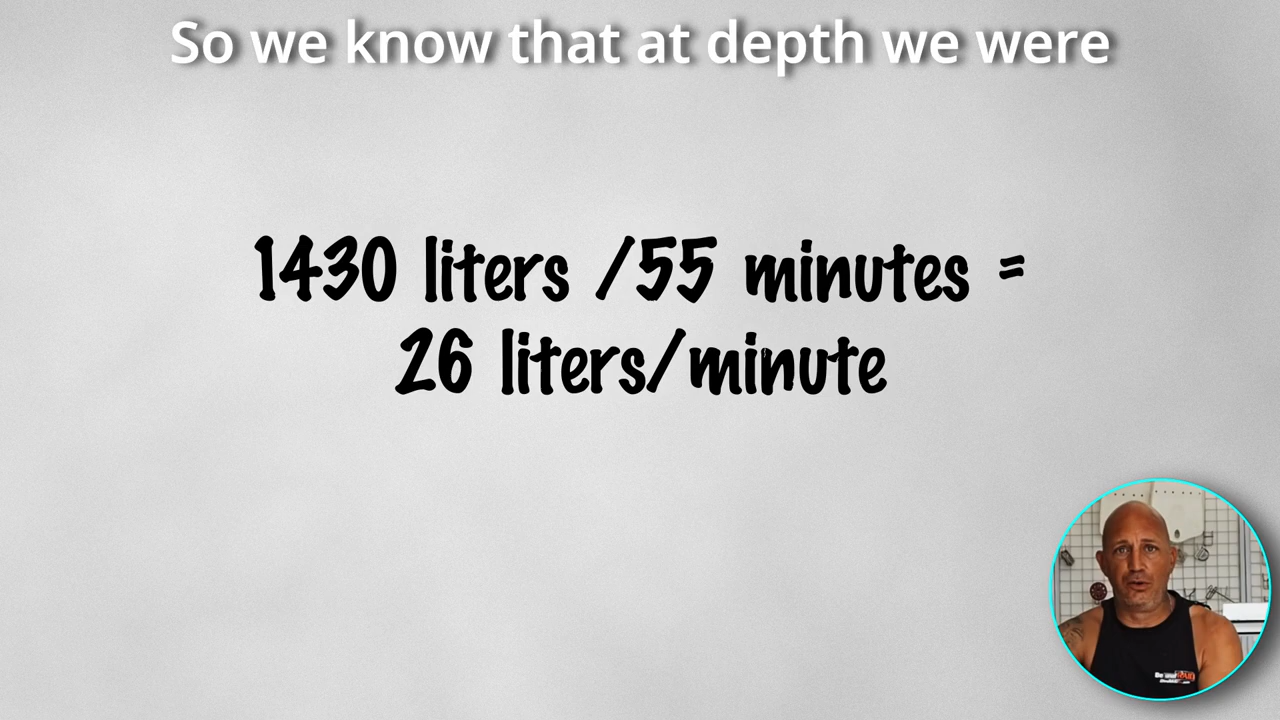 So we know that at depth we were
1430 liters /55 minutes =
26 liters/minute